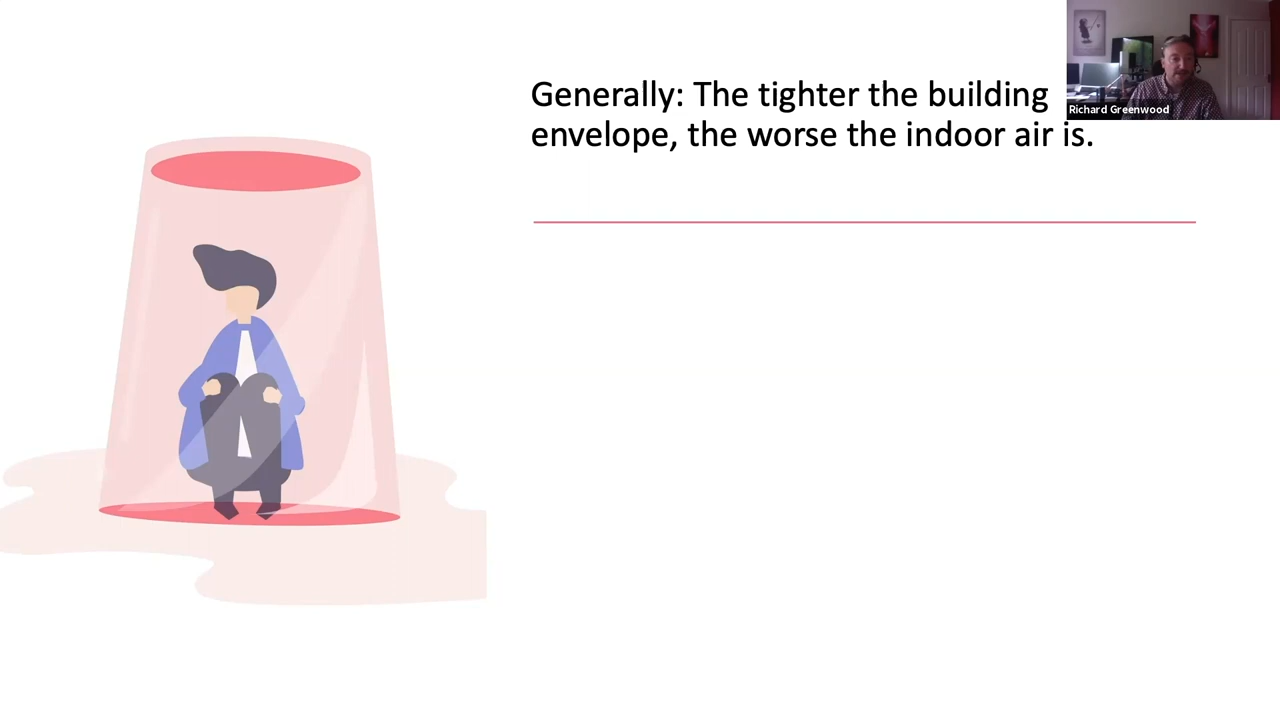 Generally: The tighter the building
envelope, the worse the indoor air is.
Richard Greenwood